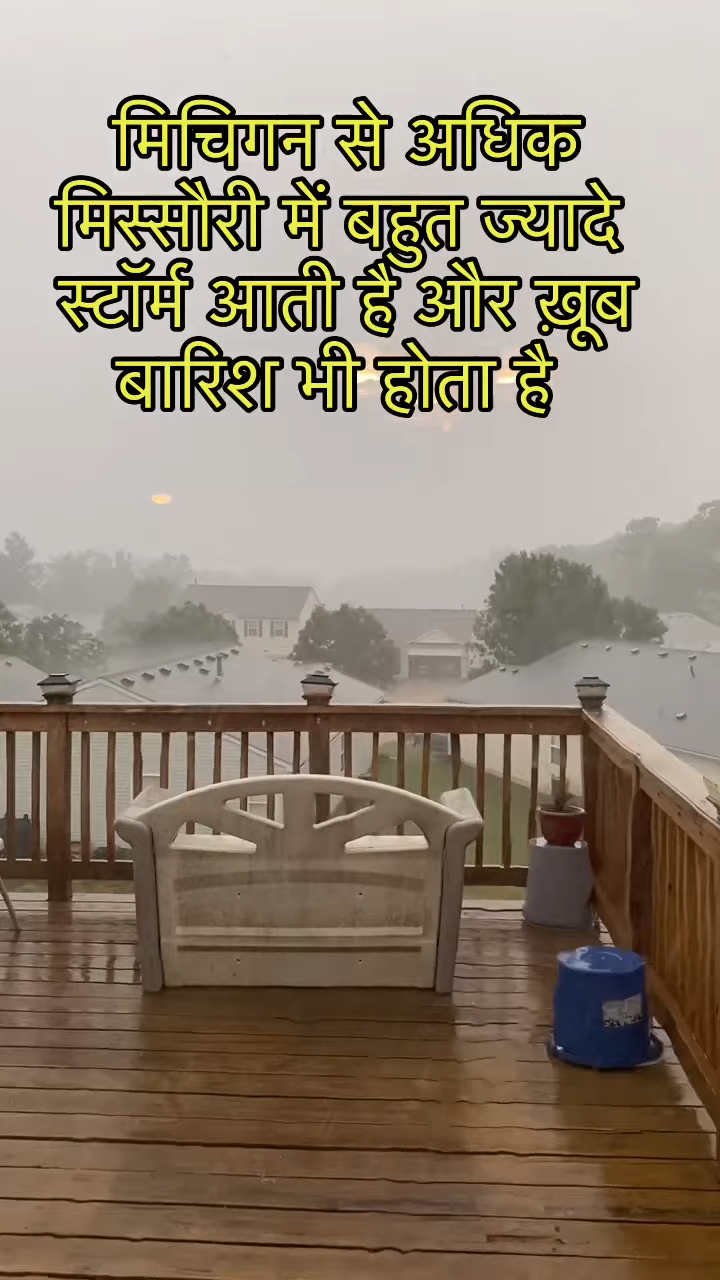 मिचिगन से अधिक
मिस्सौरी में बहुत ज्यादे
स्टॉर्म आती है और ख़ूब
बारिश भी होता है